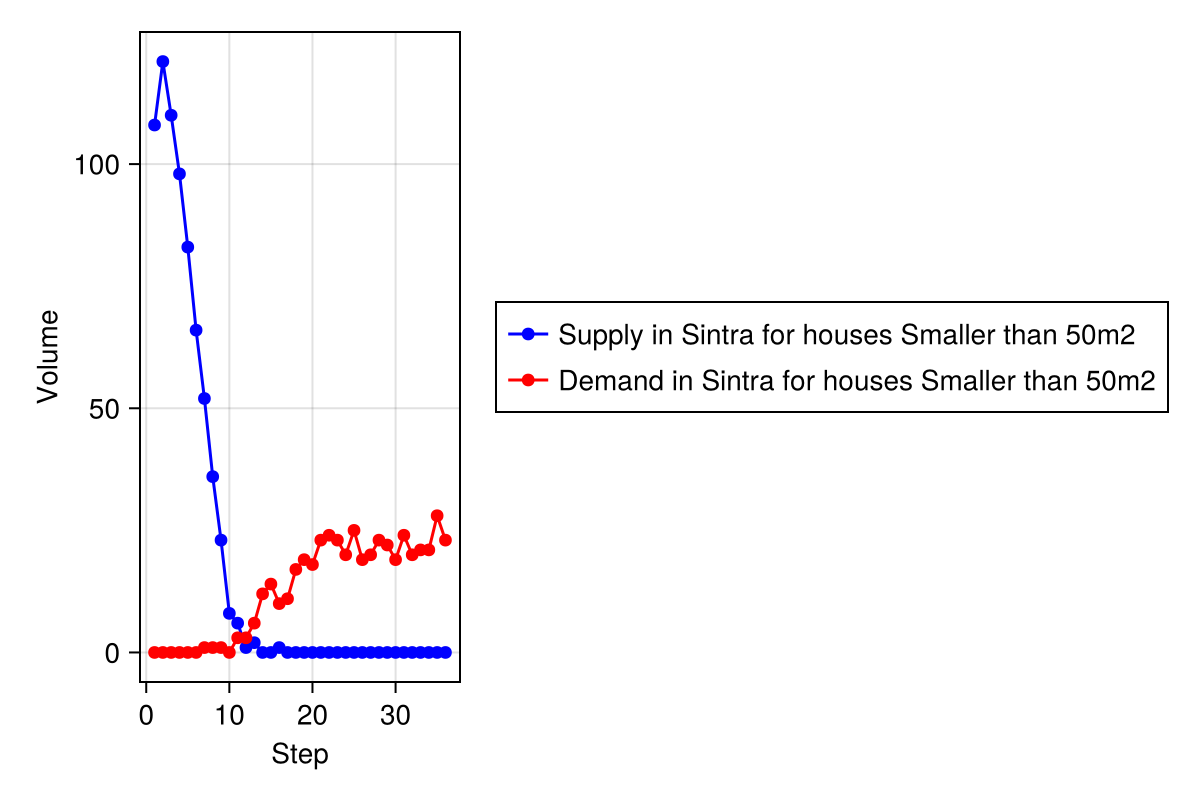 100
50
0
Volume
0 10 20 30
Step
Supply in Sintra for houses Smaller than 50m2
Demand in Sintra for houses Smaller than 50m2